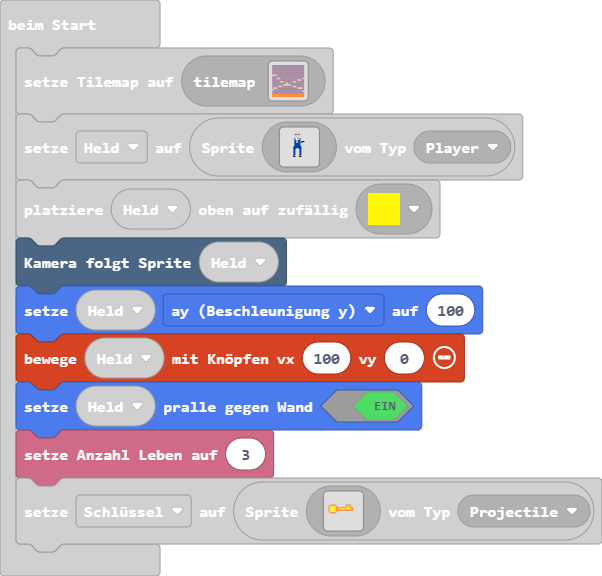 beim Start
setze Tilemap auf tilemap
setze Held auf Sprite vom Typ Player
platziere Held oben auf zufällig
Kamera folgt Sprite Held
setze Held ay (Beschleunigung y) auf 100
bewege Held mit Knöpfen vx 100 vy 0
setze Held pralle gegen Wand EIN
setze Anzahl Leben auf 3
setze Schlüssel auf Sprite vom Typ Projectile